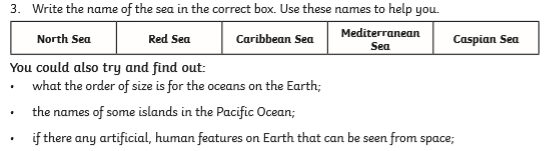 3. Write the name of the sea in the correct box. Use these names to help you.
North Sea Red Sea Caribbean Sea Mediterranean Sea Caspian Sea
You could also try and find out:
• what the order of size is for the oceans on the Earth;
• the names of some islands in the Pacific Ocean;
• if there any artificial, human features on Earth that can be seen from space;